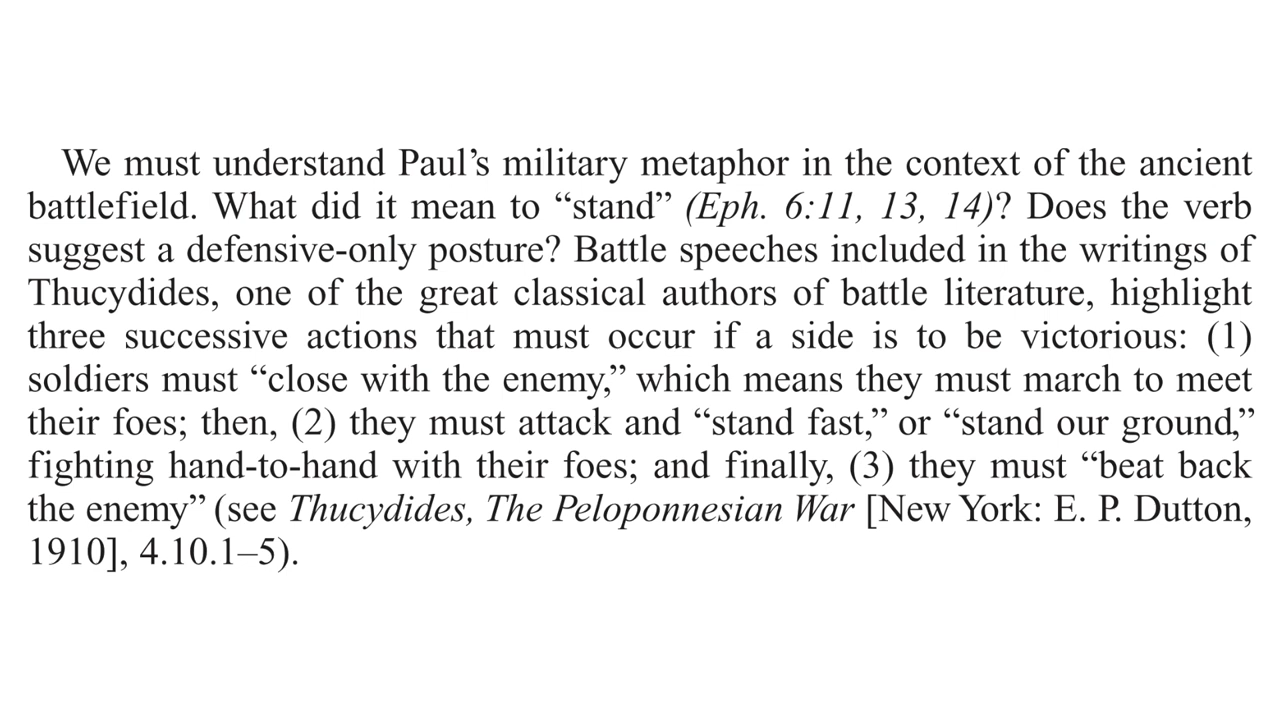 We must understand Paul’s military metaphor in the context of the ancient
battlefield. What did it mean to “stand” (Eph. 6:11, 13, 14)? Does the verb
suggest a defensive-only posture? Battle speeches included in the writings of
Thucydides, one of the great classical authors of battle literature, highlight
three successive actions that must occur if a side is to be victorious: (1)
soldiers must “close with the enemy,” which means they must march to meet
their foes; then, (2) they must attack and “stand fast,” or “stand our ground,”
fighting hand-to-hand with their foes; and finally, (3) they must “beat back
the enemy” (see Thucydides, The Peloponnesian War [New York: E. P. Dutton,
1910], 4.10.1–5).